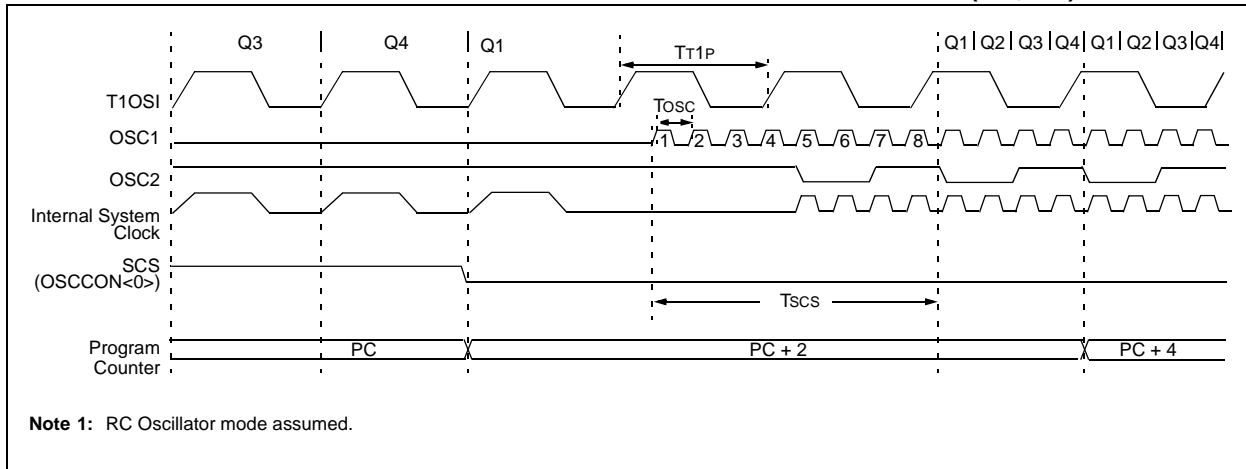 Q3 Q4 Q1 Q1 Q2 Q3 Q4 Q1 Q2 Q3 Q4
TT1P
T1OSI
TOSC
OSC1 1 2 3 4 5 6 7 8
OSC2
Internal System
Clock
SCS
(OSCCON<0>)
TSCS
Program
Counter
PC PC + 2 PC + 4
Note 1: RC Oscillator mode assumed.